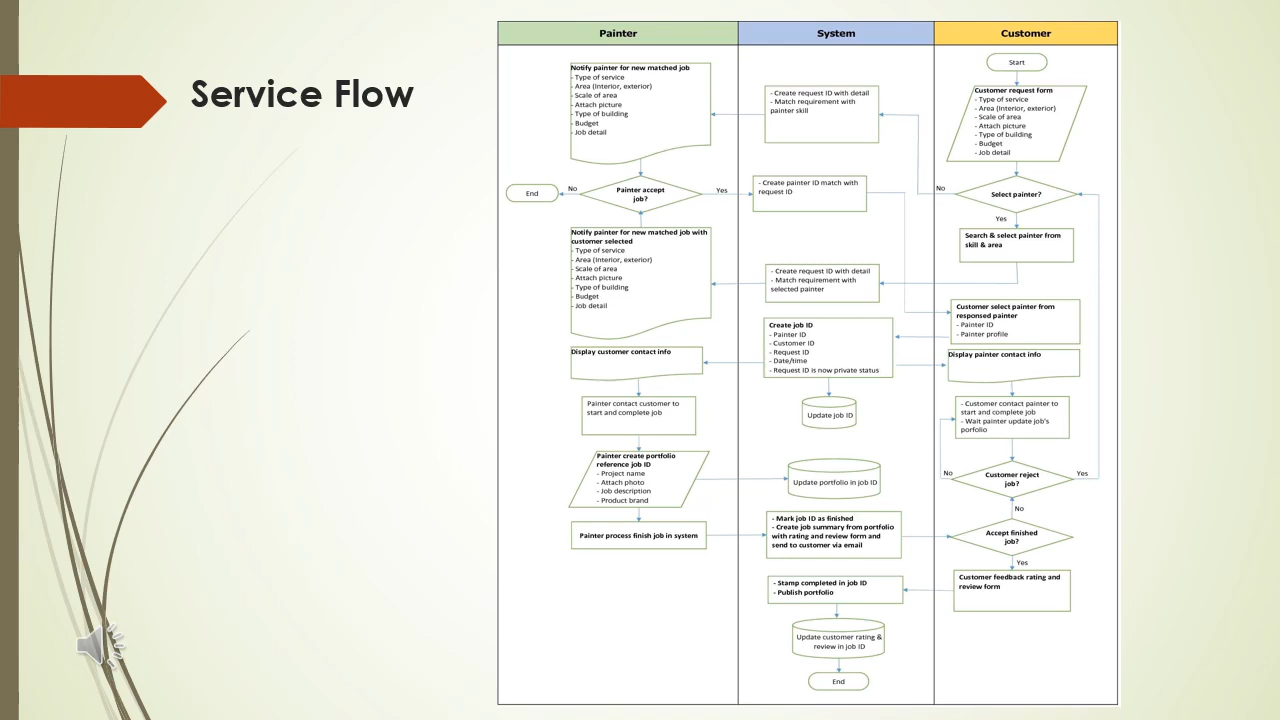 Service Flow
Painter
System
Customer
Start
Notify painter for new matched job
- Type of service
- Area (Interior, exterior)
- Scale of area
- Attach picture
- Type of building
- Budget
- Job detail
- Create request ID with detail
- Match requirement with
painter skill
Customer request form
- Type of service
- Area (Interior, exterior)
- Scale of area
- Attach picture
- Type of building
- Budget
- Job detail
End
No
Painter accept
job?
Yes
- Create painter ID match with
request ID
No
Select painter?
Yes
Search & select painter from
skill & area
Notify painter for new matched job with
customer selected
- Type of service
- Area (Interior, exterior)
- Scale of area
- Attach picture
- Type of building
- Budget
- Job detail
- Create request ID with detail
- Match requirement with
selected painter
Customer select painter from
responsed painter
- Painter ID
- Painter profile
Create job ID
- Painter ID
- Customer ID
- Request ID
- Date/time
- Request ID is now private status
Display customer contact info
Display painter contact info
Painter contact customer to
start and complete job
Update job ID
- Customer contact painter to
start and complete job
- Wait painter update job's
porfolio
Painter create portfolio
reference job ID
- Project name
- Attach photo
- Job description
- Product brand
Update portfolio in job ID
No
Customer reject
job?
Yes
No
Painter process finish job in system
- Mark job ID as finished
- Create job summary from portfolio
with rating and review form and
send to customer via email
Accept finished
job?
Yes
- Stamp completed in job ID
- Publish portfolio
Customer feedback rating and
review form
Update customer rating &
review in job ID
End